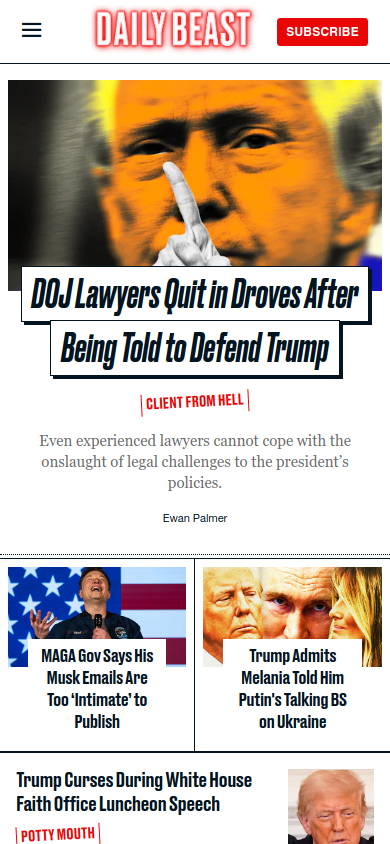 DAILY BEAST
SUBSCRIBE
DOJ Lawyers Quit in Droves After
Being Told to Defend Trump
CLIENT FROM HELL
Even experienced lawyers cannot cope with the
onslaught of legal challenges to the president’s
policies.
Ewan Palmer
MAGA Gov Says His
Musk Emails Are
Too ‘Intimate’ to
Publish
Trump Admits
Melania Told Him
Putin's Talking BS
on Ukraine
Trump Curses During White House
Faith Office Luncheon Speech
POTTY MOUTH